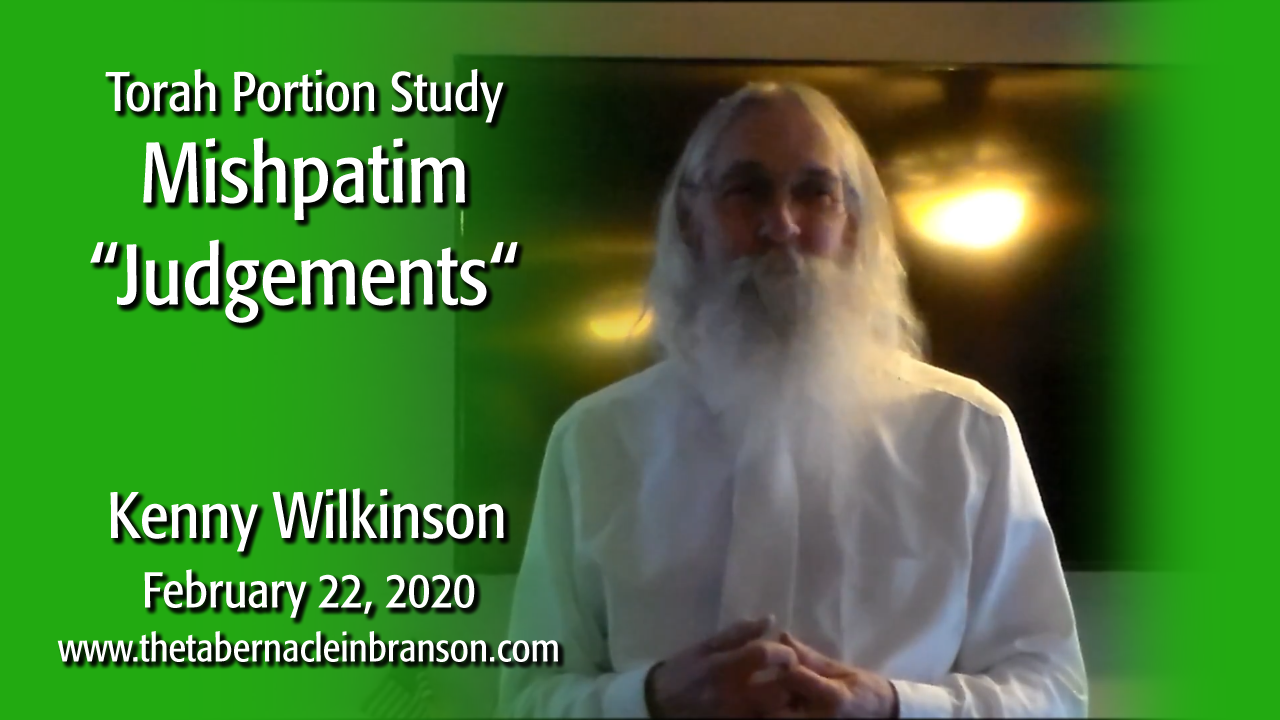 Torah Portion Study
Mishpatim
“Judgements“
Kenny Wilkinson
February 22, 2020
www.thetabernacleinbranson.com